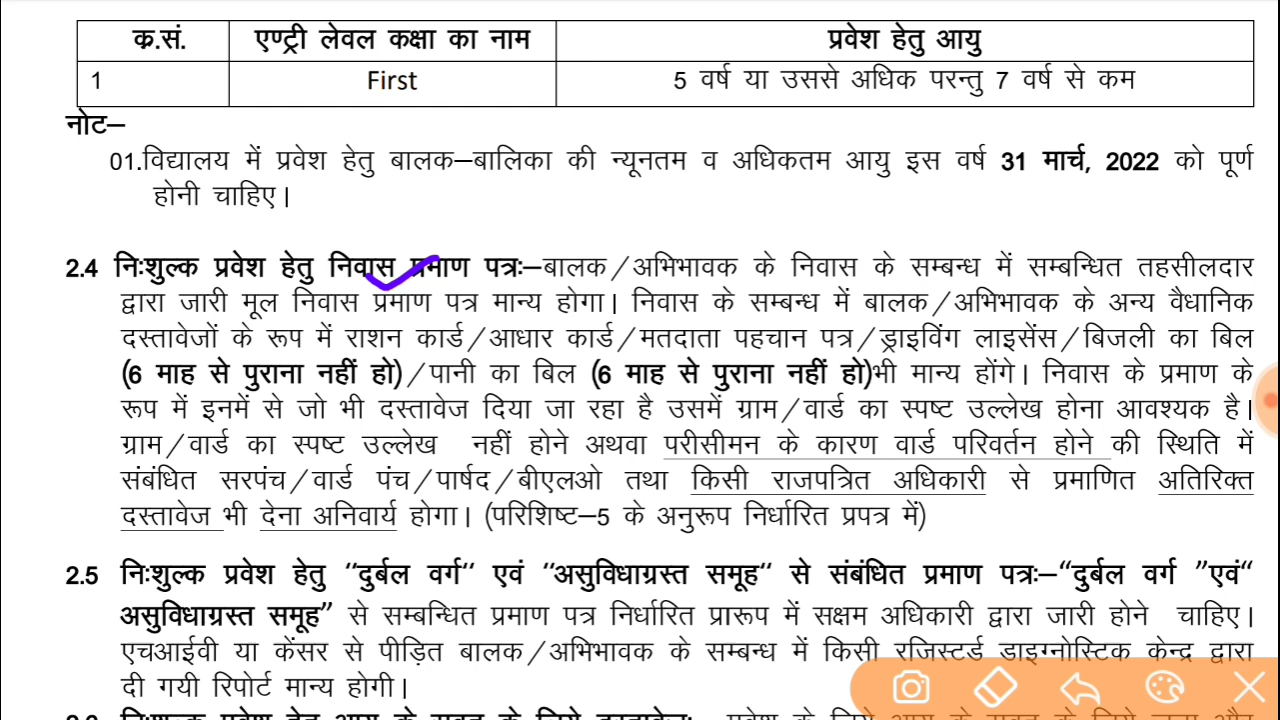 क्र.सं. एण्ट्री लेवल कक्षा का नाम प्रवेश हेतु आयु
1 First 5 वर्ष या उससे अधिक परन्तु 7 वर्ष से कम
नोट–
01.विद्यालय में प्रवेश हेतु बालक–बालिका की न्यूनतम व अधिकतम आयु इस वर्ष 31 मार्च, 2022 को पूर्ण
होनी चाहिए।
2.4 निःशुल्क प्रवेश हेतु निवास प्रमाण पत्रः–बालक/अभिभावक के निवास के सम्बन्ध में सम्बन्धित तहसीलदार
द्वारा जारी मूल निवास प्रमाण पत्र मान्य होगा। निवास के सम्बन्ध में बालक/अभिभावक के अन्य वैधानिक
दस्तावेजों के रूप में राशन कार्ड/आधार कार्ड/मतदाता पहचान पत्र/ड्राइविंग लाइसेंस/बिजली का बिल
(6 माह से पुराना नहीं हो)/पानी का बिल (6 माह से पुराना नहीं हो)भी मान्य होंगे। निवास के प्रमाण के
रूप में इनमें से जो भी दस्तावेज दिया जा रहा है उसमें ग्राम/वार्ड का स्पष्ट उल्लेख होना आवश्यक है।
ग्राम/वार्ड का स्पष्ट उल्लेख नहीं होने अथवा परीसीमन के कारण वार्ड परिवर्तन होने की स्थिति में
संबंधित सरपंच/वार्ड पंच/पार्षद/बीएलओ तथा किसी राजपत्रित अधिकारी से प्रमाणित अतिरिक्त
दस्तावेज भी देना अनिवार्य होगा। (परिशिष्ट–5 के अनुरूप निर्धारित प्रपत्र में)
2.5 निःशुल्क प्रवेश हेतु “दुर्बल वर्ग“ एवं “असुविधाग्रस्त समूह“ से संबंधित प्रमाण पत्रः–“दुर्बल वर्ग ”एवं“
असुविधाग्रस्त समूह” से सम्बन्धित प्रमाण पत्र निर्धारित प्रारूप में सक्षम अधिकारी द्वारा जारी होने चाहिए।
एचआईवी या केंसर से पीड़ित बालक/अभिभावक के सम्बन्ध में किसी रजिस्टर्ड डाइग्नोस्टिक केन्द्र द्वारा
दी गयी रिपोर्ट मान्य होगी।